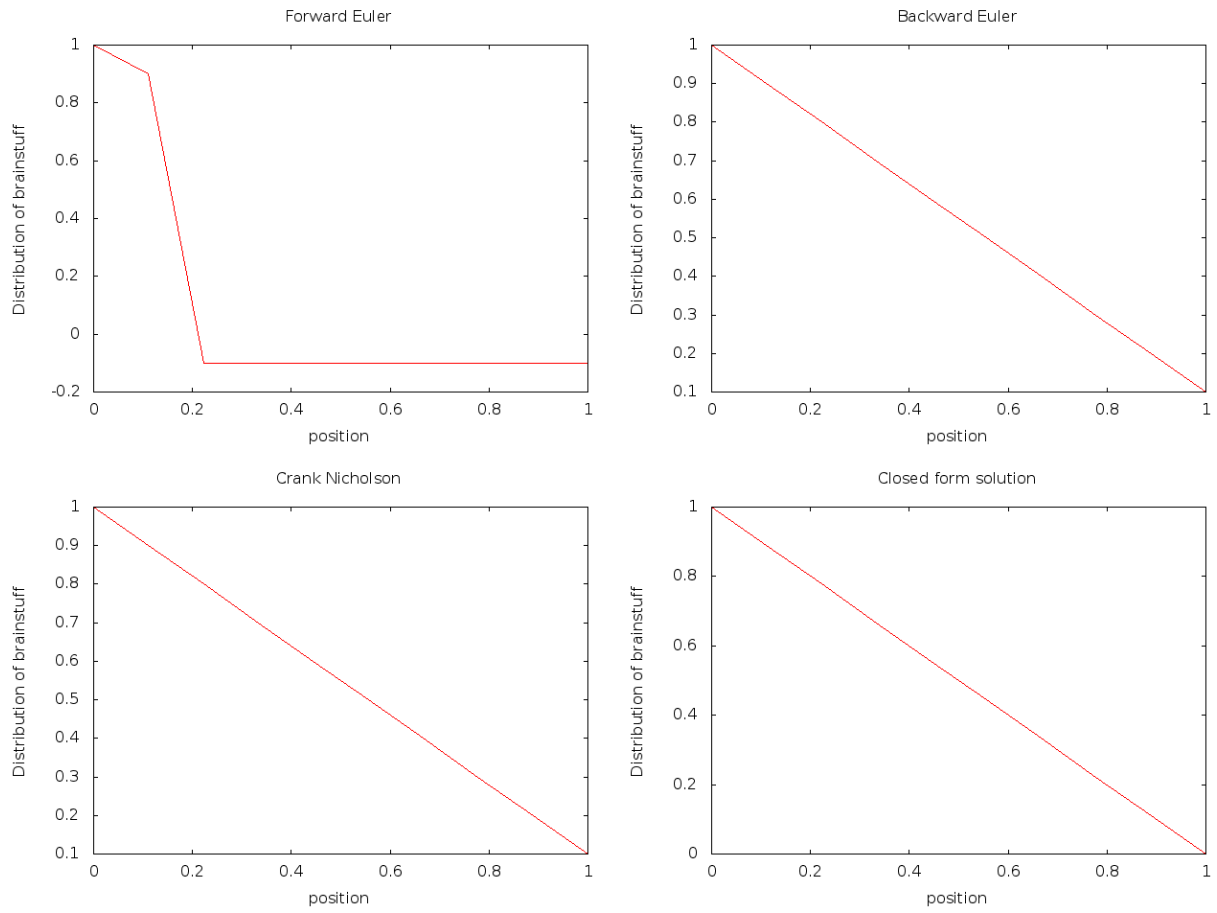 Forward Euler
Distribution of brainstuff
1
0.8
0.6
0.4
0.2
0
-0.2
0 0.2 0.4 0.6 0.8 1
position
Backward Euler
Distribution of brainstuff
1
0.9
0.8
0.7
0.6
0.5
0.4
0.3
0.2
0.1
0 0.2 0.4 0.6 0.8 1
position
Crank Nicholson
Distribution of brainstuff
1
0.9
0.8
0.7
0.6
0.5
0.4
0.3
0.2
0.1
0 0.2 0.4 0.6 0.8 1
position
Closed form solution
Distribution of brainstuff
1
0.8
0.6
0.4
0.2
0
0 0.2 0.4 0.6 0.8 1
position